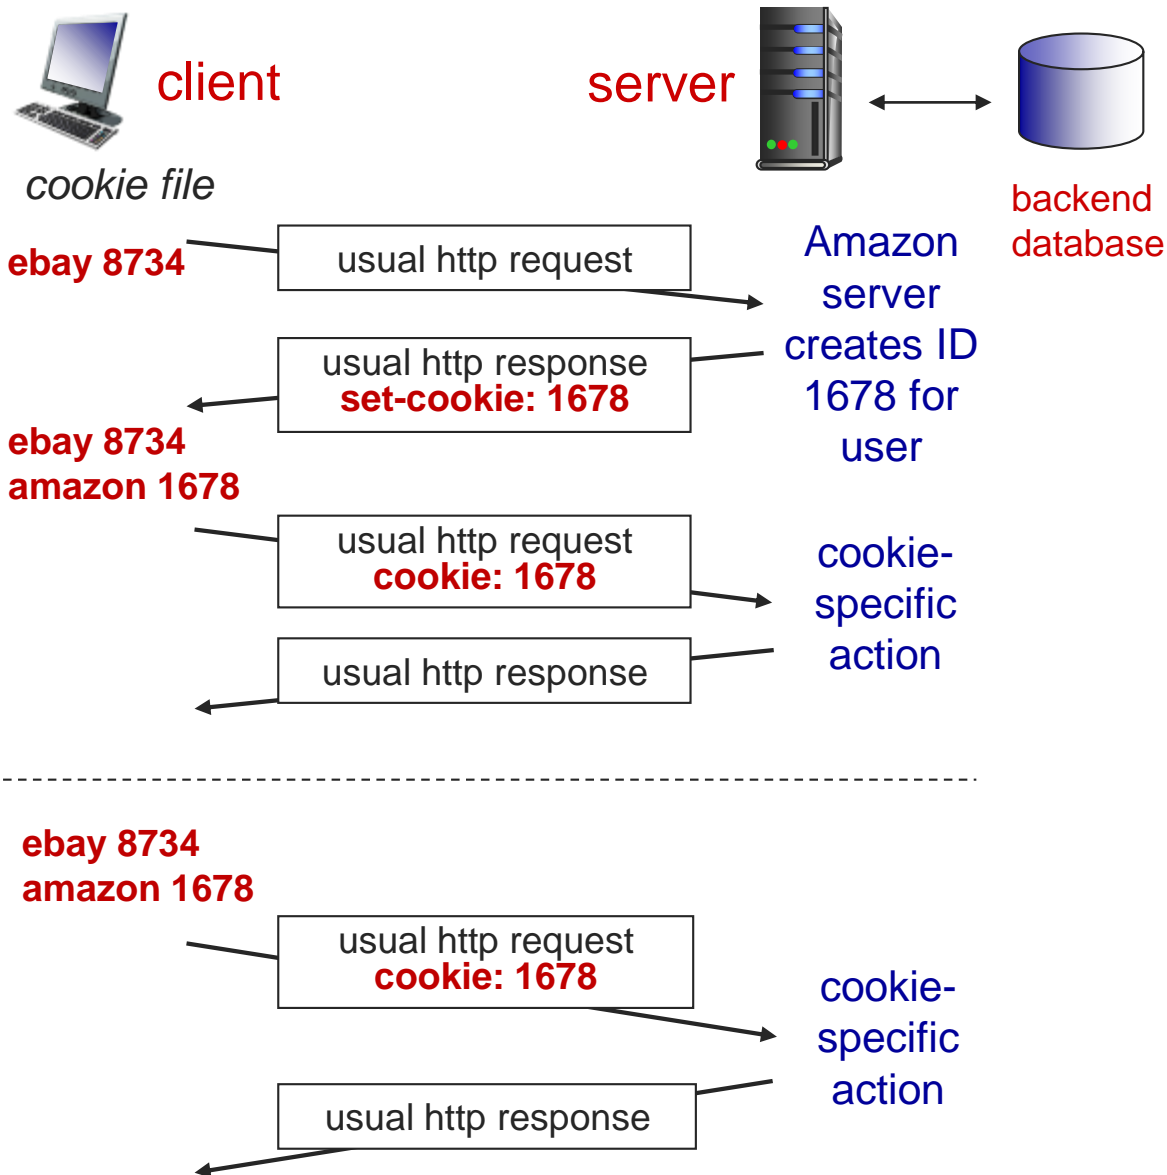 client
server
cookie file
backend
database
ebay 8734
usual http request
Amazon
server
creates ID
1678 for
user
usual http response
set-cookie: 1678
ebay 8734
amazon 1678
usual http request
cookie: 1678
cookie-
specific
action
usual http response
ebay 8734
amazon 1678
usual http request
cookie: 1678
cookie-
specific
action
usual http response